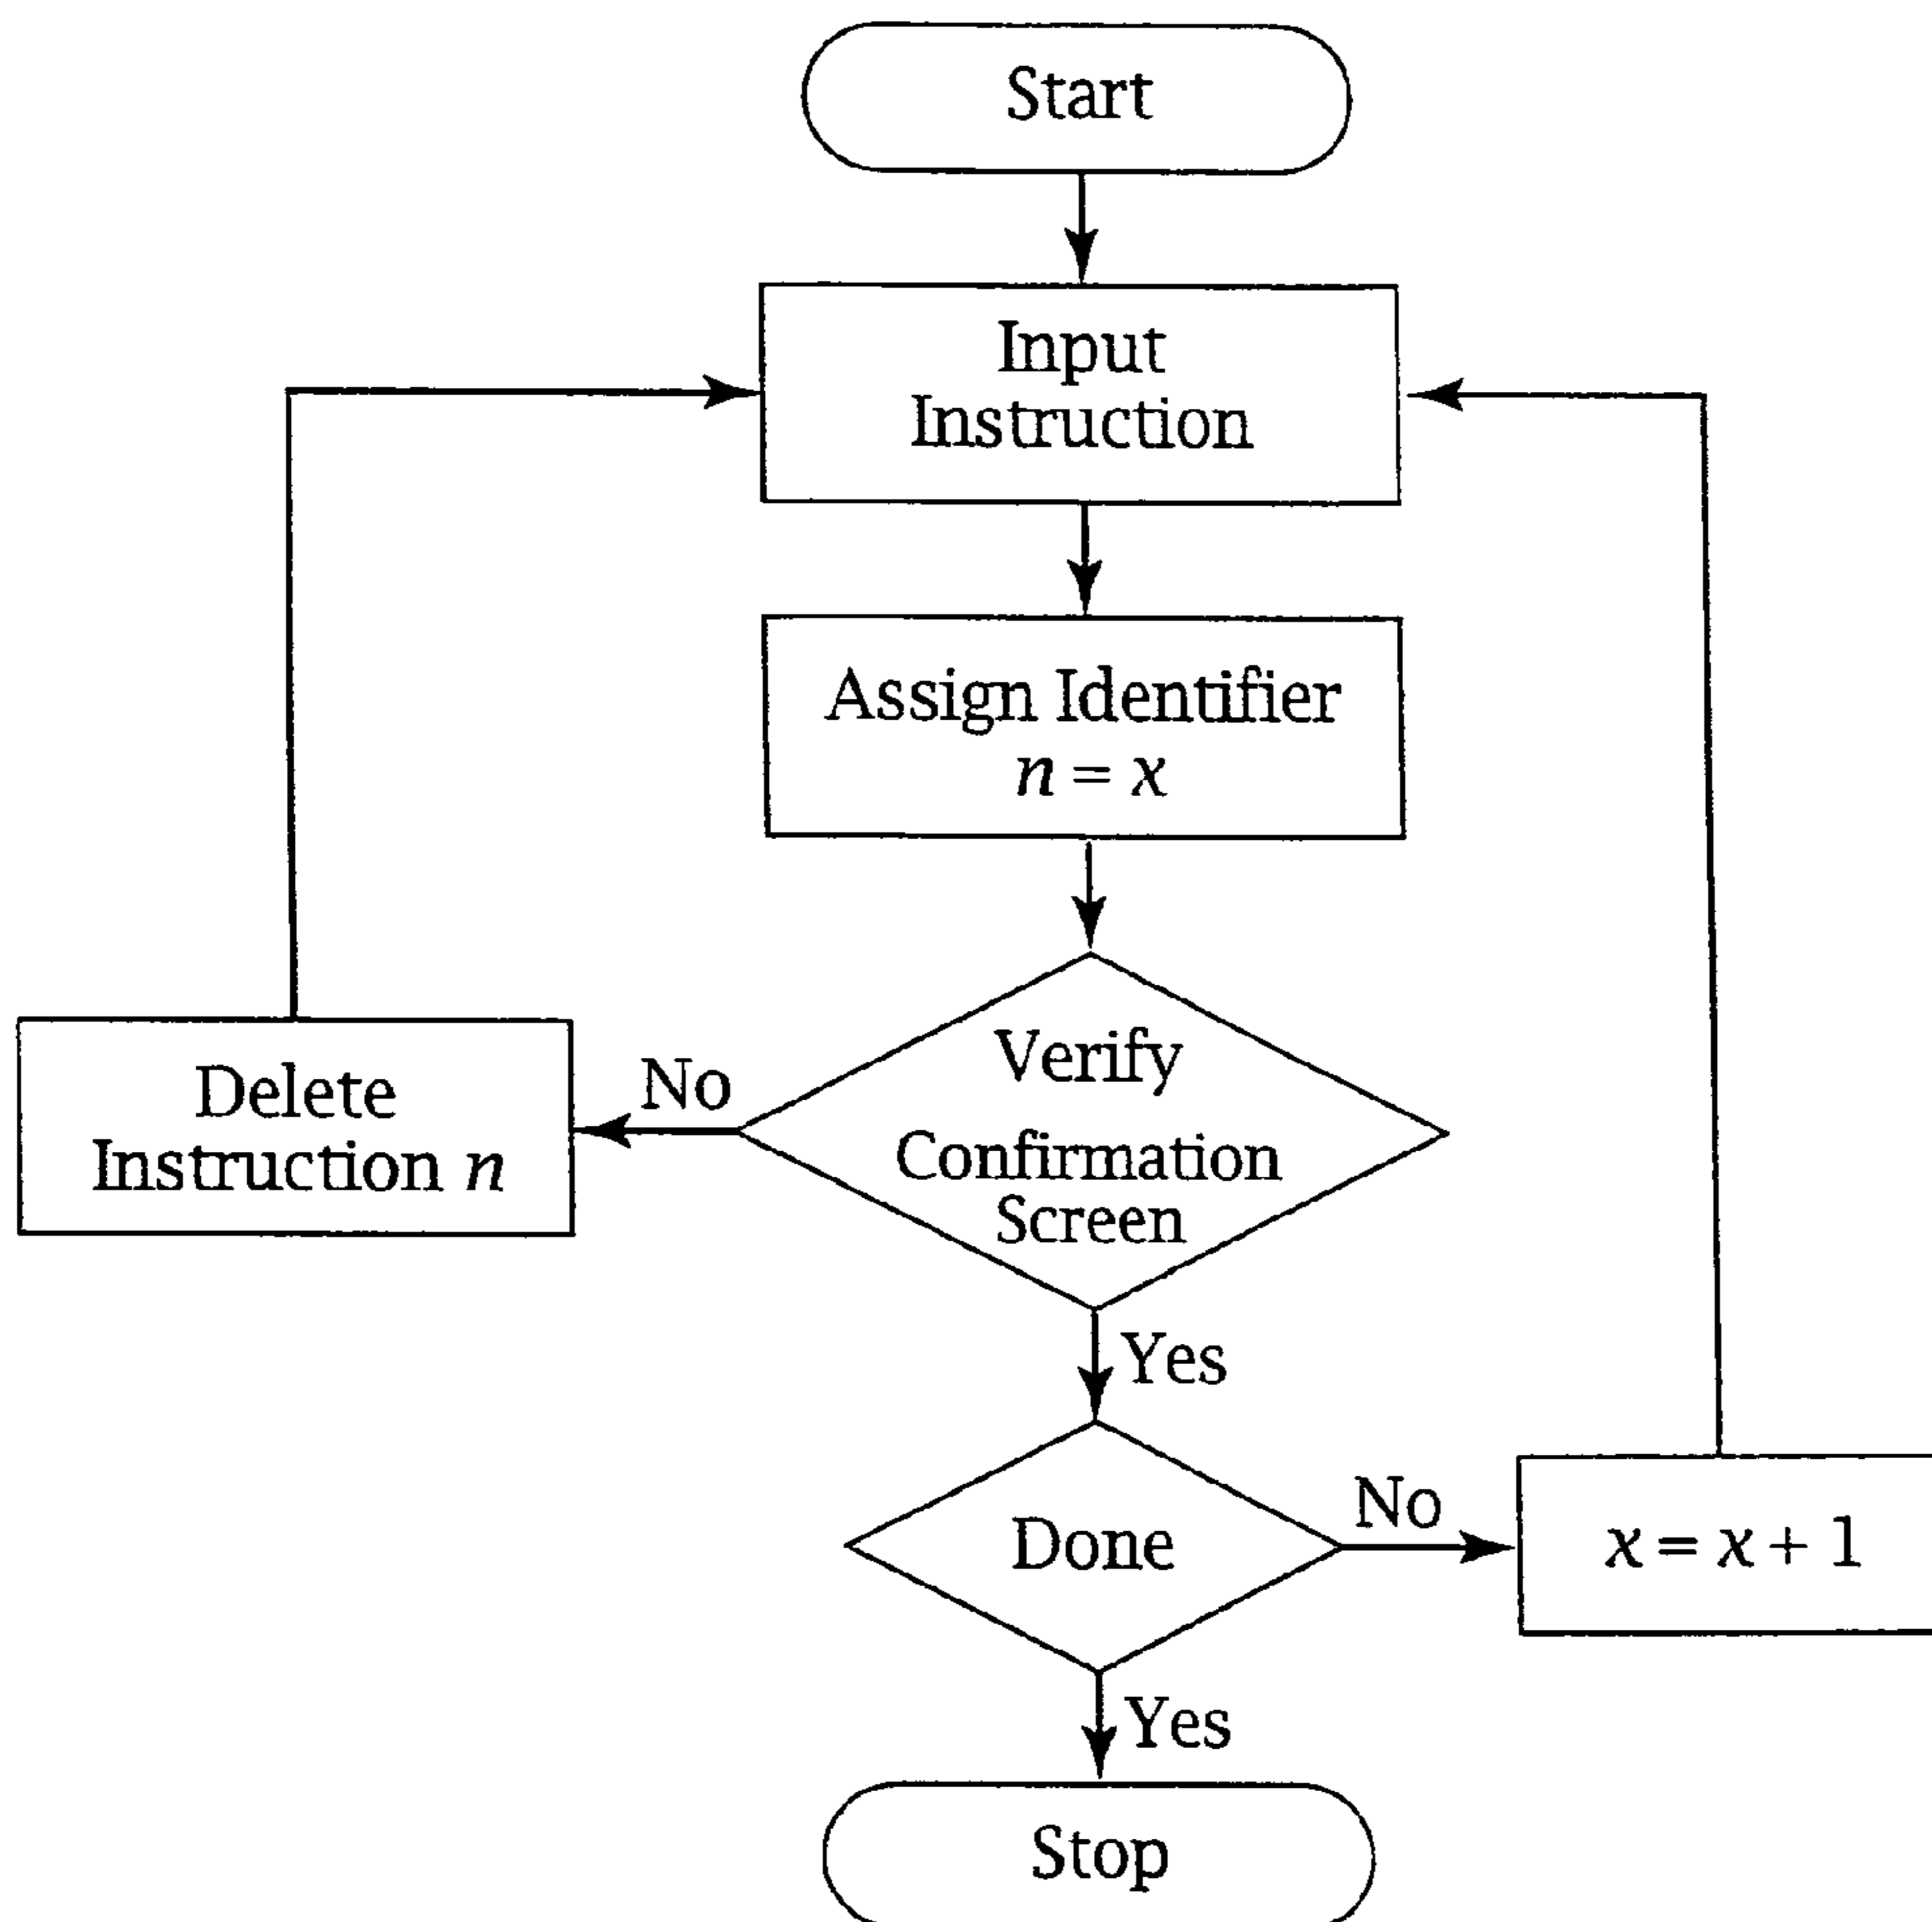 Start
Input
Instruction
Assign Identifier
n = x
Verify
Confirmation
Screen
No
Delete
Instruction n
Yes
Done
No
x = x + 1
Yes
Stop